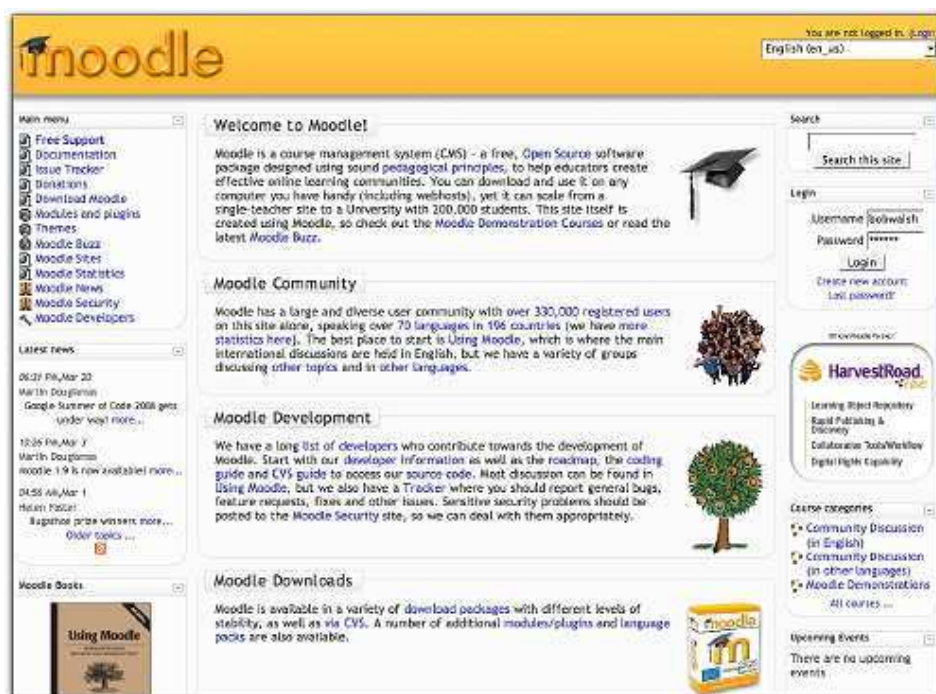 moodle
You are not logged in. (Login
English (en_us)
Main menu
Free Support
Documentation
Issue Tracker
Donations
Download Moodle
Modules and plugins
Themes
Moodle Buzz
Moodle Sites
Moodle Statistics
Moodle News
Moodle Security
Moodle Developers
Latest news
Martin Dougiamas
Google Summer of Code 2008 gets
under way! more...
Martin Dougiamas
moodle 1.9 is now available! more...
Helen Foster
Bugathon prize winners more...
Older topics ...
Moodle Books
Using Moodle
Welcome to Moodle!
Moodle is a course management system (CMS) - a free, Open Source software
package designed using sound pedagogical principles, to help educators create
effective online learning communities. You can download and use it on any
computer you have handy (including webhosts), yet it can scale from a
single-teacher site to a University with 200,000 students. This site itself is
created using Moodle, so check out the Moodle Demonstration Courses or read the
latest Moodle Buzz.
Moodle Community
Moodle has a large and diverse user community with over 330,000 registered users
on this site alone, speaking over 70 languages in 196 countries (we have more
statistics here). The best place to start is Using Moodle, which is where the main
international discussions are held in English, but we have a variety of groups
discussing other topics and in other languages.
Moodle Development
We have a long list of developers who contribute towards the development of
Moodle. Start with our developer information as well as the roadmap, the coding
guide and CVS guide to access our source code. Most discussion can be found in
Using Moodle, but we also have a Tracker where you should report general bugs,
feature requests, fixes and other issues. Sensitive security problems should be
posted to the Moodle Security site, so we can deal with them appropriately.
Moodle Downloads
Moodle is available in a variety of download packages with different levels of
stability, as well as via CVS. A number of additional modules/plugins and language
packs are also available.
moodle
m
Search
Search this site
Login
Username bobwalsh
Password ******
Login
Create new account
Lost password?
HarvestRoad
Learning Object Repository
Rapid Publishing &
Discovery
Collaborative Tools/Workflow
Digital Rights Capability
Course categories
Community Discussion
(in English)
Community Discussion
(in other languages)
Moodle Demonstrations
All courses ...
Upcoming Events
There are no upcoming
events